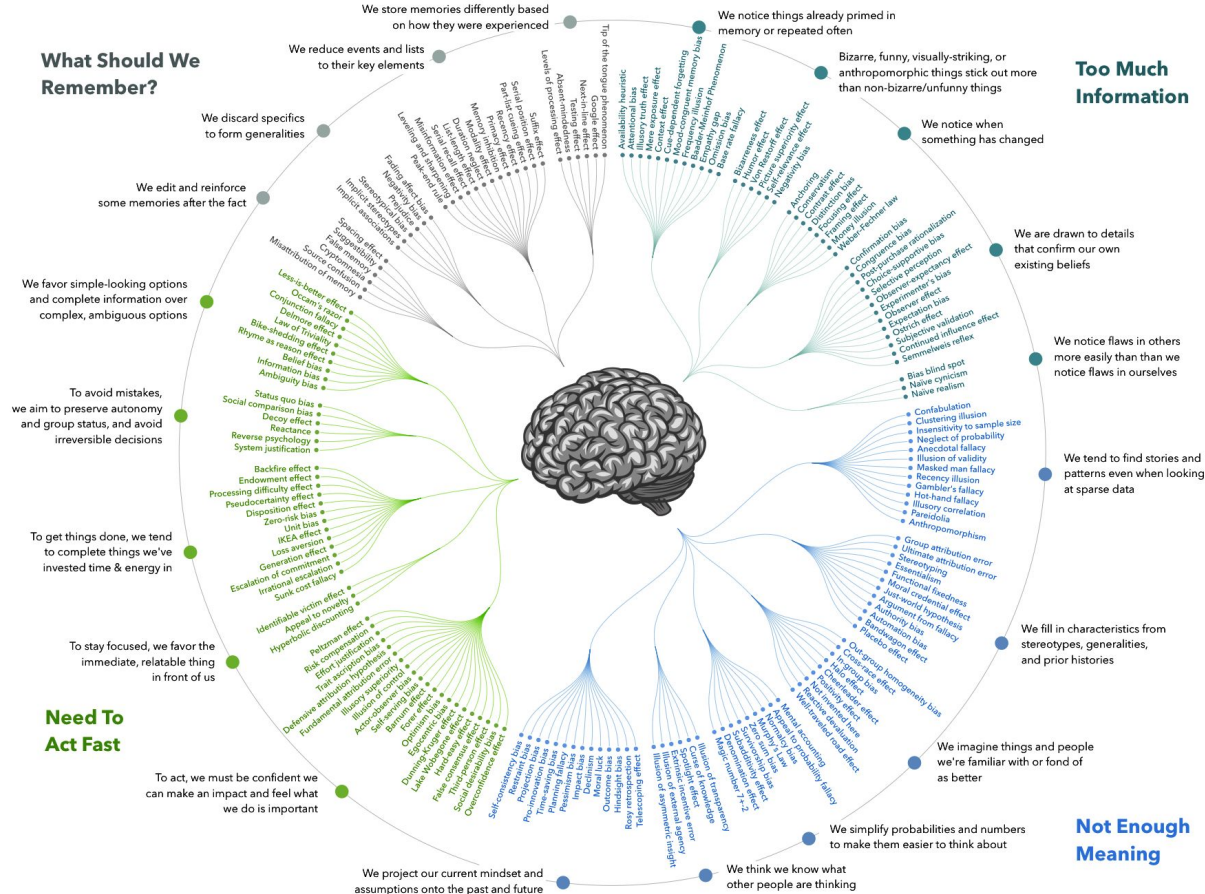 We store memories differently based
on how they were experienced
We reduce events and lists
to their key elements
We discard specifics
to form generalities
We edit and reinforce
some memories after the fact
What Should We
Remember?
We notice things already primed in
memory or repeated often
Bizarre, funny, visually-striking, or
anthropomorphic things stick out more
than non-bizarre/unfunny things
We notice when
something has changed
We are drawn to details
that confirm our own
existing beliefs
We notice flaws in others
more easily than than we
notice flaws in ourselves
Too Much
Information
We tend to find stories and
patterns even when looking
at sparse data
We fill in characteristics from
stereotypes, generalities,
and prior histories
We imagine things and people
we're familiar with or fond of
as better
We simplify probabilities and numbers
to make them easier to think about
We think we know what
other people are thinking
We project our current mindset and
assumptions onto the past and future
Not Enough
Meaning
We favor simple-looking options
and complete information over
complex, ambiguous options
To avoid mistakes,
we aim to preserve autonomy
and group status, and avoid
irreversible decisions
To get things done, we tend
to complete things we've
invested time & energy in
To stay focused, we favor the
immediate, relatable thing
in front of us
To act, we must be confident we
can make an impact and feel what
we do is important
Need To
Act Fast
Availability heuristic
Attentional bias
Illusory truth effect
Mere exposure effect
Context effect
Cue-dependent forgetting
Mood-congruent memory bias
Frequency illusion
Baader-Meinhof Phenomenon
Empathy gap
Omission bias
Base rate fallacy
Bizarreness effect
Humor effect
Von Restorff effect
Picture superiority effect
Self-relevance effect
Negativity bias
Anchoring
Conservatism
Contrast effect
Distinction bias
Focusing effect
Framing effect
Money illusion
Weber-Fechner law
Confirmation bias
Congruence bias
Post-purchase rationalization
Choice-supportive bias
Selective perception
Observer-expectancy effect
Experimenter's bias
Observer effect
Expectation bias
Ostrich effect
Subjective validation
Continued influence effect
Semmelweis reflex
Bias blind spot
Naïve cynicism
Naïve realism
Confabulation
Clustering illusion
Insensitivity to sample size
Neglect of probability
Anecdotal fallacy
Illusion of validity
Masked man fallacy
Recency illusion
Gambler's fallacy
Hot-hand fallacy
Illusory correlation
Pareidolia
Anthropomorphism
Group attribution error
Ultimate attribution error
Stereotyping
Essentialism
Functional fixedness
Moral credential effect
Just-world hypothesis
Argument from fallacy
Authority bias
Automation bias
Bandwagon effect
Placebo effect
Out-group homogeneity bias
Cross-race effect
In-group bias
Halo effect
Cheerleader effect
Positivity effect
Not invented here
Reactive devaluation
Well-traveled road effect
Mental accounting
Appeal to probability fallacy
Normalcy bias
Murphy's Law
Zero sum bias
Survivorship bias
Subadditivity effect
Denomination effect
Magic number 7+-2
Illusion of transparency
Curse of knowledge
Spotlight effect
Extrinsic incentive error
Illusion of external agency
Illusion of asymmetric insight
Telescoping effect
Rosy retrospection
Hindsight bias
Outcome bias
Moral luck
Declinism
Impact bias
Pessimism bias
Planning fallacy
Time-saving bias
Pro-innovation bias
Projection bias
Restraint bias
Self-consistency bias
Overconfidence effect
Social desirability bias
Third-person effect
False consensus effect
Hard-easy effect
Lake Wobegone effect
Dunning-Kruger effect
Egocentric bias
Optimism bias
Forer effect
Barnum effect
Self-serving bias
Actor-observer bias
Illusion of control
Illusory superiority
Fundamental attribution error
Defensive attribution hypothesis
Trait ascription bias
Effort justification
Risk compensation
Peltzman effect
Hyperbolic discounting
Appeal to novelty
Identifiable victim effect
Sunk cost fallacy
Irrational escalation
Escalation of commitment
Generation effect
Loss aversion
IKEA effect
Unit bias
Zero-risk bias
Disposition effect
Pseudocertainty effect
Processing difficulty effect
Endowment effect
Backfire effect
System justification
Reverse psychology
Reactance
Decoy effect
Social comparison bias
Status quo bias
Ambiguity bias
Information bias
Belief bias
Rhyme as reason effect
Bike-shedding effect
Law of Triviality
Delmore effect
Conjunction fallacy
Occam's razor
Less-is-better effect
Misattribution of memory
Source confusion
Cryptomnesia
False memory
Suggestibility
Spacing effect
Implicit associations
Implicit stereotypes
Stereotypical bias
Prejudice
Negativity bias
Fading affect bias
Peak-end rule
Leveling and sharpening
Misinformation effect
Serial recall effect
List-length effect
Duration neglect
Modality effect
Memory inhibition
Primacy effect
Recency effect
Part-list cueing effect
Serial position effect
Suffix effect
Levels of processing effect
Absent-mindedness
Testing effect
Next-in-line effect
Google effect
Tip of the tongue phenomenon